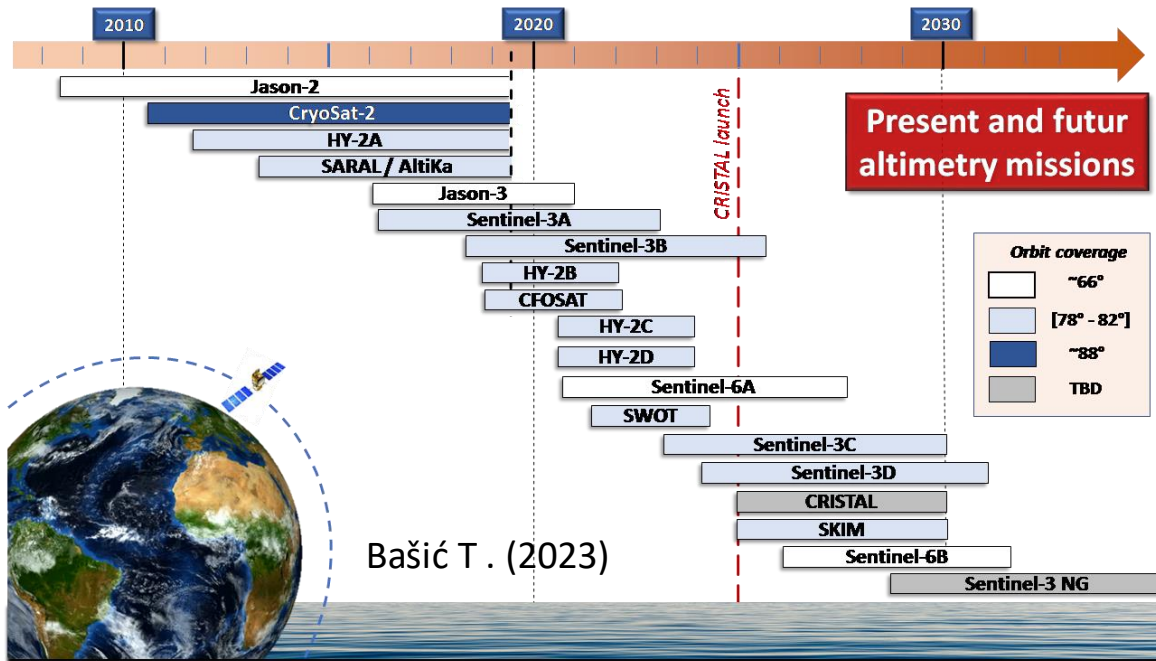 2010
2020
2030
Jason-2
CryoSat-2
HY-2A
SARAL / AltiKa
Jason-3
Sentinel-3A
Sentinel-3B
HY-2B
CFOSAT
HY-2C
HY-2D
Sentinel-6A
SWOT
Sentinel-3C
Sentinel-3D
CRISTAL
SKIM
Sentinel-6B
Sentinel-3 NG
CRISTAL launch
Present and futur
altimetry missions
Orbit coverage
~66°
[78° - 82°]
~88°
TBD
Bašić T . (2023)